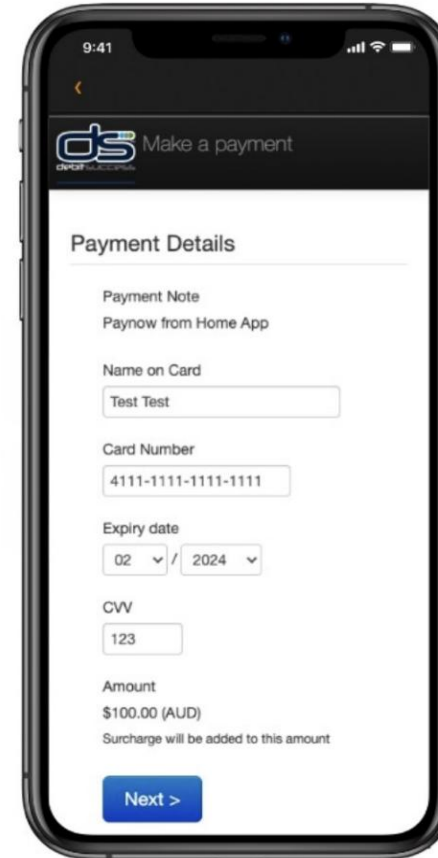 9:41
ds Make a payment
debitsuccess
Payment Details
Payment Note
Paynow from Home App
Name on Card
Test Test
Card Number
4111-1111-1111-1111
Expiry date
02 / 2024
CVV
123
Amount
$100.00 (AUD)
Surcharge will be added to this amount
Next >